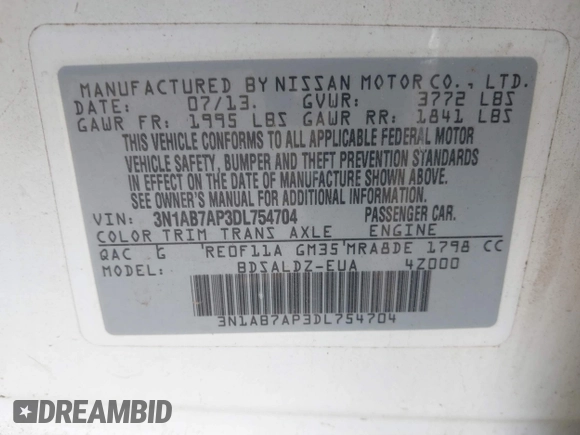 MANUFACTURED BY NISSAN MOTOR CO., LTD.
DATE: 07/13. GVWR: 3772 LBS
GAWR FR: 1995 LBS GAWR RR: 1841 LBS
THIS VEHICLE CONFORMS TO ALL APPLICABLE FEDERAL MOTOR
VEHICLE SAFETY, BUMPER AND THEFT PREVENTION STANDARDS
IN EFFECT ON THE DATE OF MANUFACTURE SHOWN ABOVE.
SEE OWNER'S MANUAL FOR ADDITIONAL INFORMATION.
VIN: 3N1AB7AP3DL754704 PASSENGER CAR.
COLOR TRIM TRANS AXLE ENGINE
QAC G RE0F11A GM35 MRA8DE 1798 CC
MODEL: BDSALDZ-EUA 4Z000
3N1AB7AP3DL754704
DREAMBID